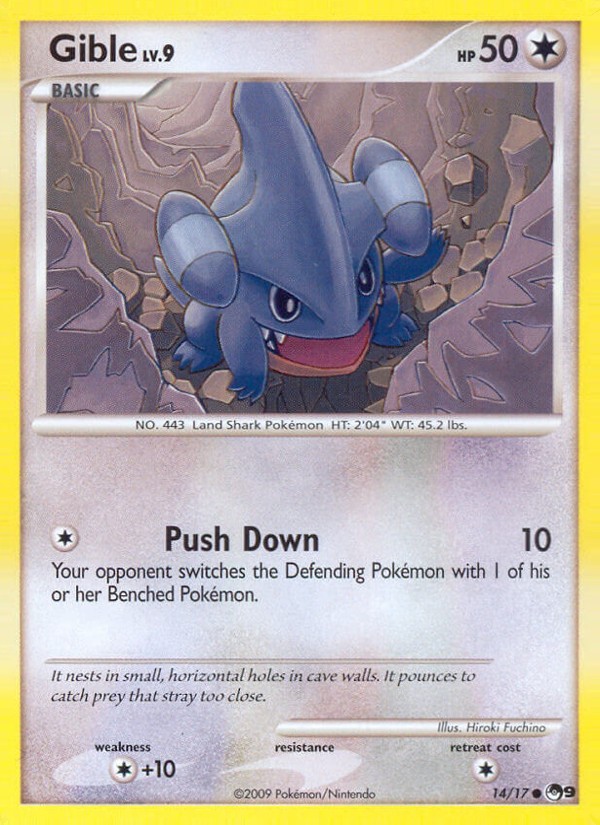 Gible LV.9 HP 50
BASIC
NO. 443 Land Shark Pokémon HT: 2'04" WT: 45.2 lbs.
Push Down 10
Your opponent switches the Defending Pokémon with 1 of his
or her Benched Pokémon.
It nests in small, horizontal holes in cave walls. It pounces to
catch prey that stray too close.
Illus. Hiroki Fuchino
weakness resistance retreat cost
+10
©2009 Pokémon/Nintendo 14/17 9